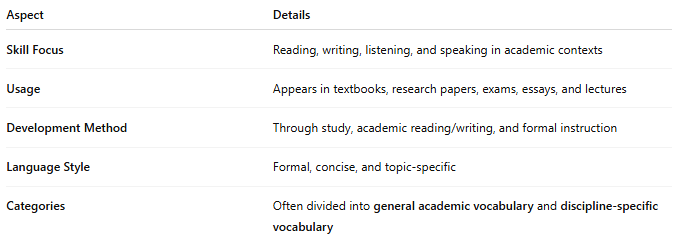 Aspect Details
Skill Focus Reading, writing, listening, and speaking in academic contexts
Usage Appears in textbooks, research papers, exams, essays, and lectures
Development Method Through study, academic reading/writing, and formal instruction
Language Style Formal, concise, and topic-specific
Categories Often divided into general academic vocabulary and discipline-specific
vocabulary